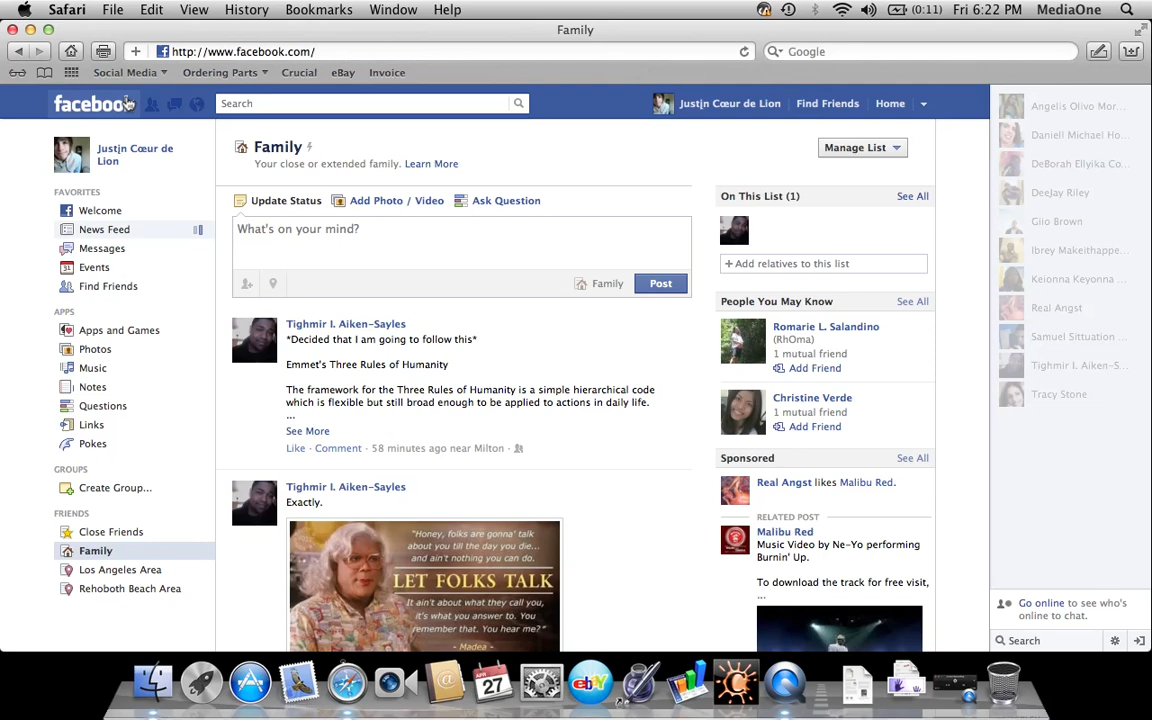 Safari File Edit View History Bookmarks Window Help (0:11) Fri 6:22 PM MediaOne
Family
http://www.facebook.com/ Google
Social Media Ordering Parts Crucial eBay Invoice
facebook Search Justįn Cœur de Lion Find Friends Home
Justįn Cœur de
Lion
FAVORITES
Welcome
News Feed
Messages
Events
Find Friends
APPS
Apps and Games
Photos
Music
Notes
Questions
Links
Pokes
GROUPS
Create Group...
FRIENDS
Close Friends
Family
Los Angeles Area
Rehoboth Beach Area
Family
Manage List
Your close or extended family. Learn More
Update Status Add Photo / Video Ask Question
What's on your mind?
Family Post
Tighmir I. Aiken-Sayles
*Decided that I am going to follow this*
Emmet's Three Rules of Humanity
The framework for the Three Rules of Humanity is a simple hierarchical code
which is flexible but still broad enough to be applied to actions in daily life.
...
See More
Like · Comment · 58 minutes ago near Milton ·
Tighmir I. Aiken-Sayles
Exactly.
"Honey, folks are gonna' talk
about you till the day you die...
and ain't nothing you can do.
LET FOLKS TALK
It ain't about what they call you,
it's what you answer to. You
remember that. You hear me?"
- Madea -
On This List (1) See All
+ Add relatives to this list
People You May Know See All
Romarie L. Salandino
(RhOma)
1 mutual friend
Add Friend
Christine Verde
1 mutual friend
Add Friend
Sponsored See All
Real Angst likes Malibu Red.
RELATED POST
Malibu Red
Music Video by Ne-Yo performing
Burnin' Up.
To download the track for free visit,
...
Angelis Olivo Mor...
Daniell Michael Ho...
DeBorah Ellyika Co...
DeeJay Riley
Giio Brown
Ibrey Makeithappe...
Keionna Keyonna ...
Real Angst
Samuel Sittuation ...
Tighmir I. Aiken-S...
Tracy Stone
Go online to see who's
online to chat.
Search
27
ebay